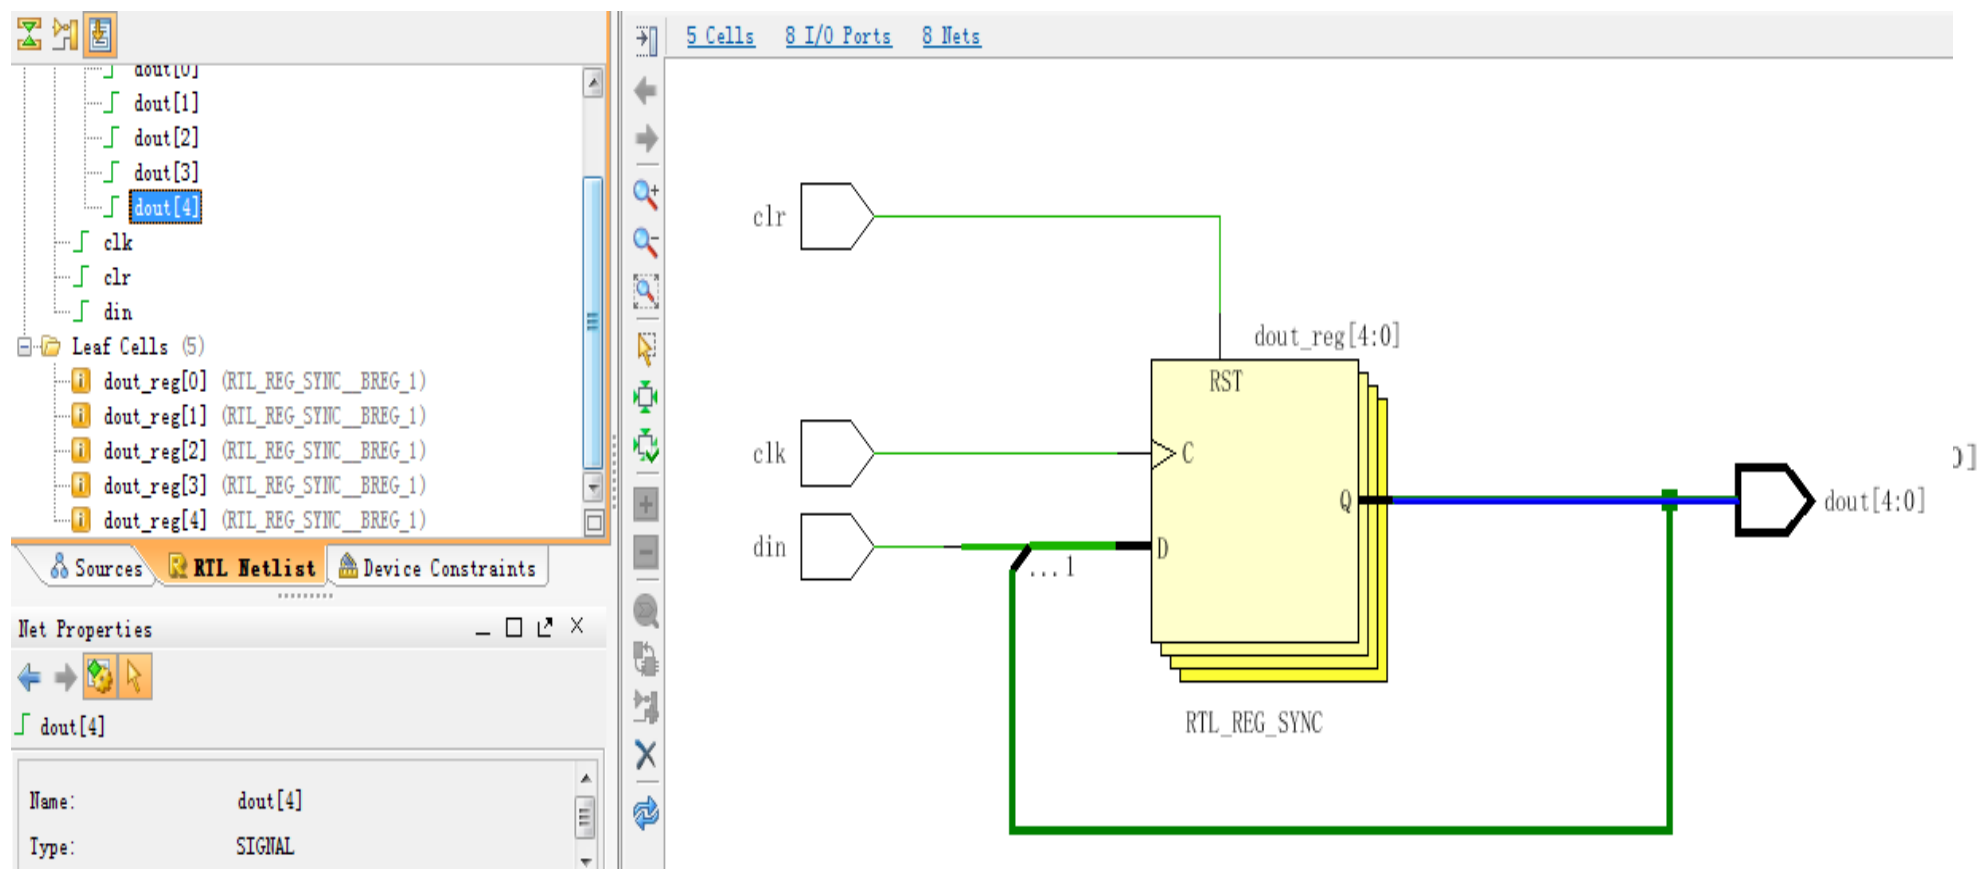 5 Cells 8 I/O Ports 8 Nets
dout[0]
dout[1]
dout[2]
dout[3]
dout[4]
clk
clr
din
Leaf Cells (5)
dout_reg[0] (RTL_REG_SYNC__BREG_1)
dout_reg[1] (RTL_REG_SYNC__BREG_1)
dout_reg[2] (RTL_REG_SYNC__BREG_1)
dout_reg[3] (RTL_REG_SYNC__BREG_1)
dout_reg[4] (RTL_REG_SYNC__BREG_1)
Sources RTL Netlist Device Constraints
Net Properties
dout[4]
Name: dout[4]
Type: SIGNAL
clr
dout_reg[4:0]
RST
clk
C
Q
dout[4:0]
0]
din
D
...1
RTL_REG_SYNC